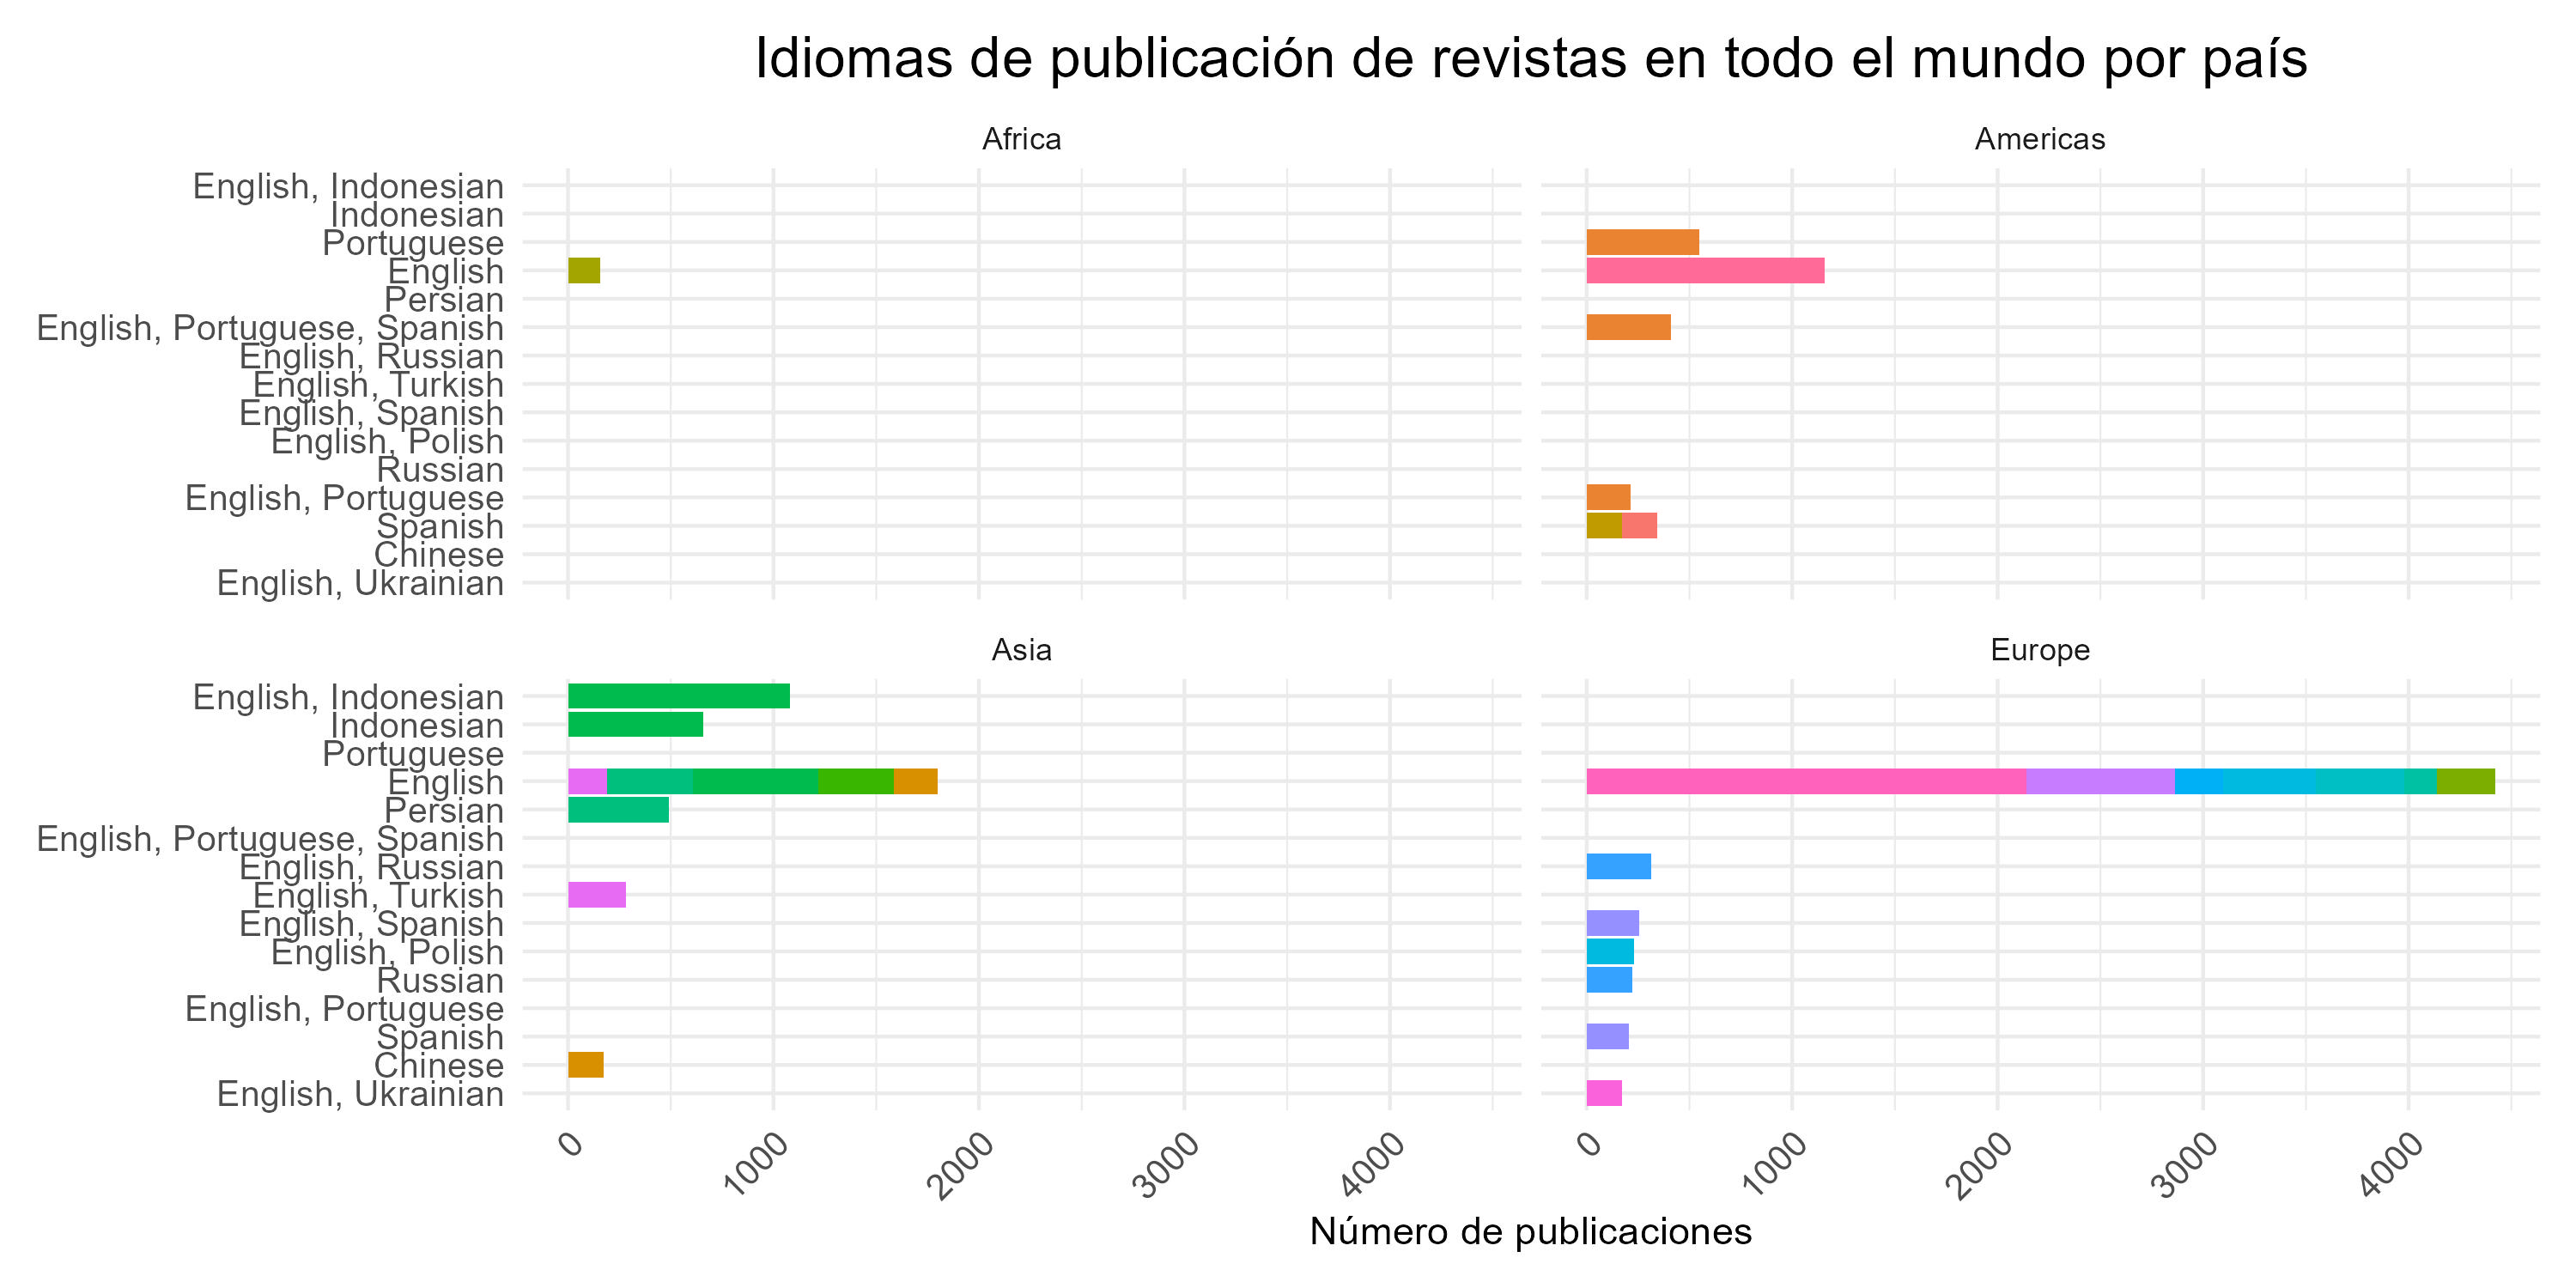 Idiomas de publicación de revistas en todo el mundo por país
Africa
Americas
English, Indonesian
Indonesian
Portuguese
English
Persian
English, Portuguese, Spanish
English, Russian
English, Turkish
English, Spanish
English, Polish
Russian
English, Portuguese
Spanish
Chinese
English, Ukrainian
Asia
Europe
English, Indonesian
Indonesian
Portuguese
English
Persian
English, Portuguese, Spanish
English, Russian
English, Turkish
English, Spanish
English, Polish
Russian
English, Portuguese
Spanish
Chinese
English, Ukrainian
0 1000 2000 3000 4000
0 1000 2000 3000 4000
Número de publicaciones